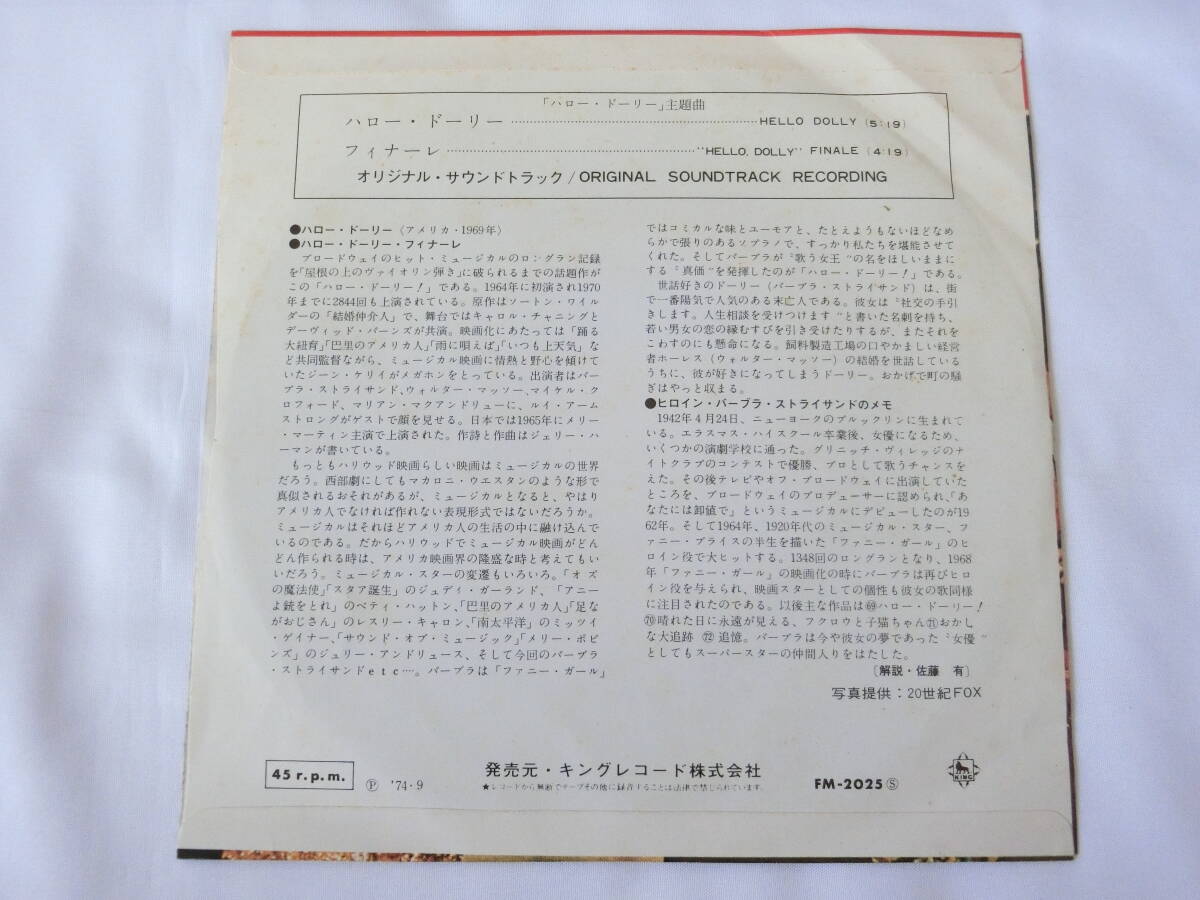 「ハロー・ドーリー」主題曲
ハロー・ドーリー………HELLO DOLLY (5:19)
フィナーレ………"HELLO, DOLLY" FINALE (4:19)
オリジナル・サウンドトラック/ORIGINAL SOUNDTRACK RECORDING
●ハロー・ドーリー〈アメリカ・1969年〉
●ハロー・ドーリー・フィナーレ
ブロードウェイのヒット・ミュージカルのロングラン記録
を「屋根の上のヴァイオリン弾き」に破られるまでの話題作が
この「ハロー・ドーリー!」である。1964年に初演され1970
年までに2844回も上演されている。原作はソートン・ワイル
ダーの「結婚仲介人」で、舞台ではキャロル・チャニングと
デーヴィッド・バーンズが共演。映画化にあたっては「踊る
大紐育」「巴里のアメリカ人」「雨に唄えば」「いつも上天気」な
ど共同監督ながら、ミュージカル映画に情熱と野心を傾けて
いたジーン・ケリイがメガホンをとっている。出演者はバー
ブラ・ストライサンド、ウォルター・マッソー、マイケル・ク
ロフォード、マリアン・マクアンドリューに、ルイ・アーム
ストロングがゲストで顔を見せる。日本では1965年にメリー
・マーティン主演で上演された。作詩と作曲はジェリー・ハ
ーマンが書いている。
もっともハリウッド映画らしい映画はミュージカルの世界
だろう。西部劇にしてもマカロニ・ウエスタンのような形で
真似されるおそれがあるが、ミュージカルとなると、やはり
アメリカ人でなければ作れない表現形式ではないだろうか。
ミュージカルはそれほどアメリカ人の生活の中に融け込んで
いるのである。だからハリウッドでミュージカル映画がどん
どん作られる時は、アメリカ映画界の隆盛な時と考えてもい
いだろう。ミュージカル・スターの変遷もいろいろ。「オズ
の魔法使」「スタア誕生」のジュディ・ガーランド、「アニー
よ銃をとれ」のベティ・ハットン、「巴里のアメリカ人」「足な
がおじさん」のレスリー・キャロン、「南太平洋」のミッツイ
・ゲイナー、「サウンド・オブ・ミュージック」「メリー・ポピ
ンズ」のジュリー・アンドリュース、そして今回のバーブラ
・ストライサンドetc…。バーブラは「ファニー・ガール」
ではコミカルな味とユーモアと、たとえようもないほどなめ
らかで張りのあるソプラノで、すっかり私たちを堪能させて
くれた。そしてバーブラが"歌う女王"の名をほしいままに
する"真価"を発揮したのが「ハロー・ドーリー!」である。
世話好きのドーリー(バーブラ・ストライサンド)は、街
で一番陽気で人気のある未亡人である。彼女は"社交の手引
きします。人生相談を受けつけます"と書いた名刺を持ち、
若い男女の恋の縁むすびを引き受けたりするが、またそれを
こわすのにも懸命になる。飼料製造工場の口やかましい経営
者ホーレス(ウォルター・マッソー)の結婚を世話している
うちに、彼が好きになってしまうドーリー。おかげで町の騒
ぎはやっと収まる。
●ヒロイン・バーブラ・ストライサンドのメモ
1942年4月24日、ニューヨークのブルックリンに生まれて
いる。エラスマス・ハイスクール卒業後、女優になるため、
いくつかの演劇学校に通った。グリニッチ・ヴィレッジのナ
イトクラブのコンテストで優勝、プロとして歌うチャンスを
えた。その後テレビやオフ・ブロードウェイに出演していた
ところを、ブロードウェイのプロデューサーに認められ、「あ
なたには卸値で」というミュージカルにデビューしたのが19
62年。そして1964年、1920年代のミュージカル・スター、フ
ァニー・ブライスの半生を描いた「ファニー・ガール」のヒ
ロイン役で大ヒットする。1348回のロングランとなり、1968
年「ファニー・ガール」の映画化の時にバーブラは再びヒロ
イン役を与えられ、映画スターとしての個性も彼女の歌同様
に注目されたのである。以後主な作品は㊾ハロー・ドーリー!
⑳晴れた日に永遠が見える、フクロウと子猫ちゃん おかし
な大追跡 追憶。バーブラは今や彼女の夢であった"女優"
としてもスーパースターの仲間入りをはたした。
〔解説・佐藤 有〕
写真提供:20世紀FOX
45 r.p.m.
Ⓟ '74・9
発売元・キングレコード株式会社
★レコードから無断でテープその他に録音することは法律で禁じられています。
FM-2025Ⓢ
KING